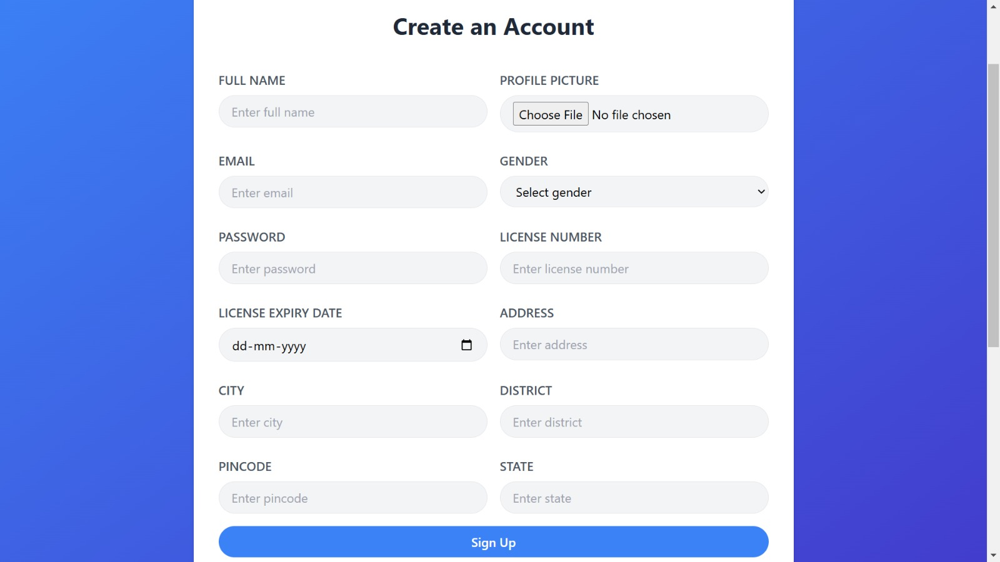 Create an Account
FULL NAME
PROFILE PICTURE
Enter full name
Choose File No file chosen
EMAIL
GENDER
Enter email
Select gender
PASSWORD
LICENSE NUMBER
Enter password
Enter license number
LICENSE EXPIRY DATE
ADDRESS
dd-mm-yyyy
Enter address
CITY
DISTRICT
Enter city
Enter district
PINCODE
STATE
Enter pincode
Enter state
Sign Up